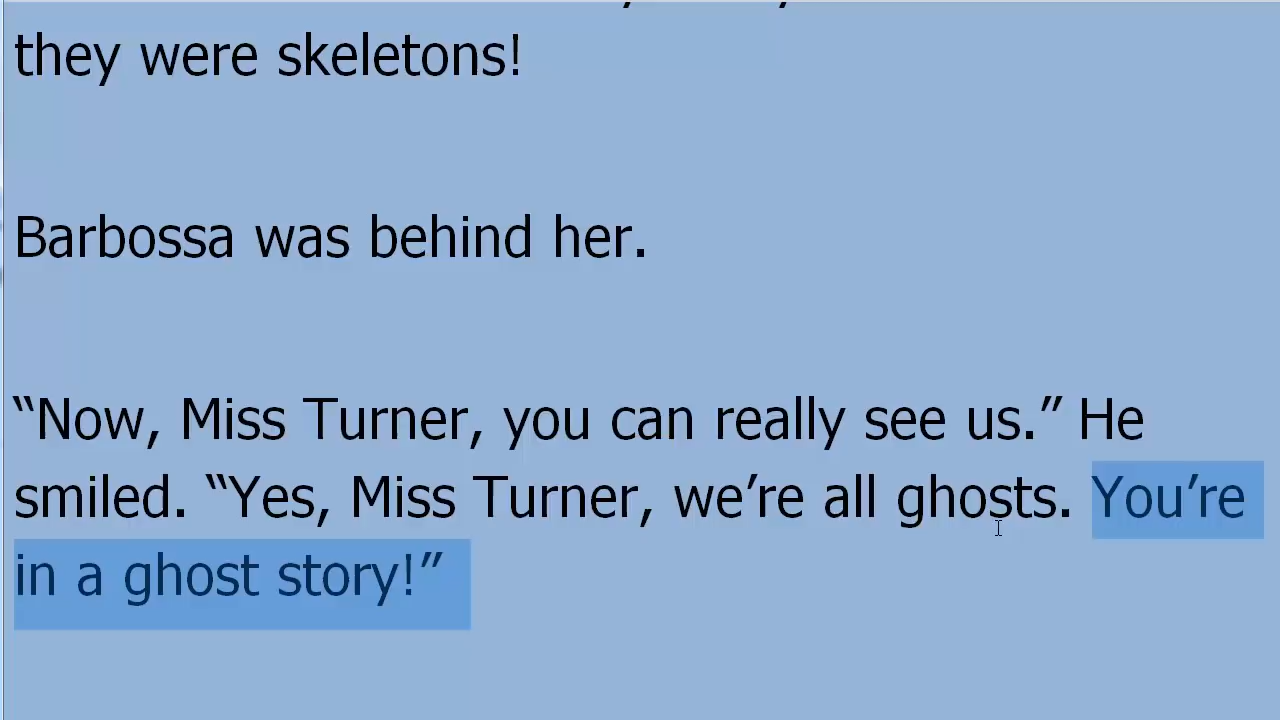 they were skeletons!
Barbossa was behind her.
“Now, Miss Turner, you can really see us.” He
smiled. “Yes, Miss Turner, we’re all ghosts. You’re
in a ghost story!”